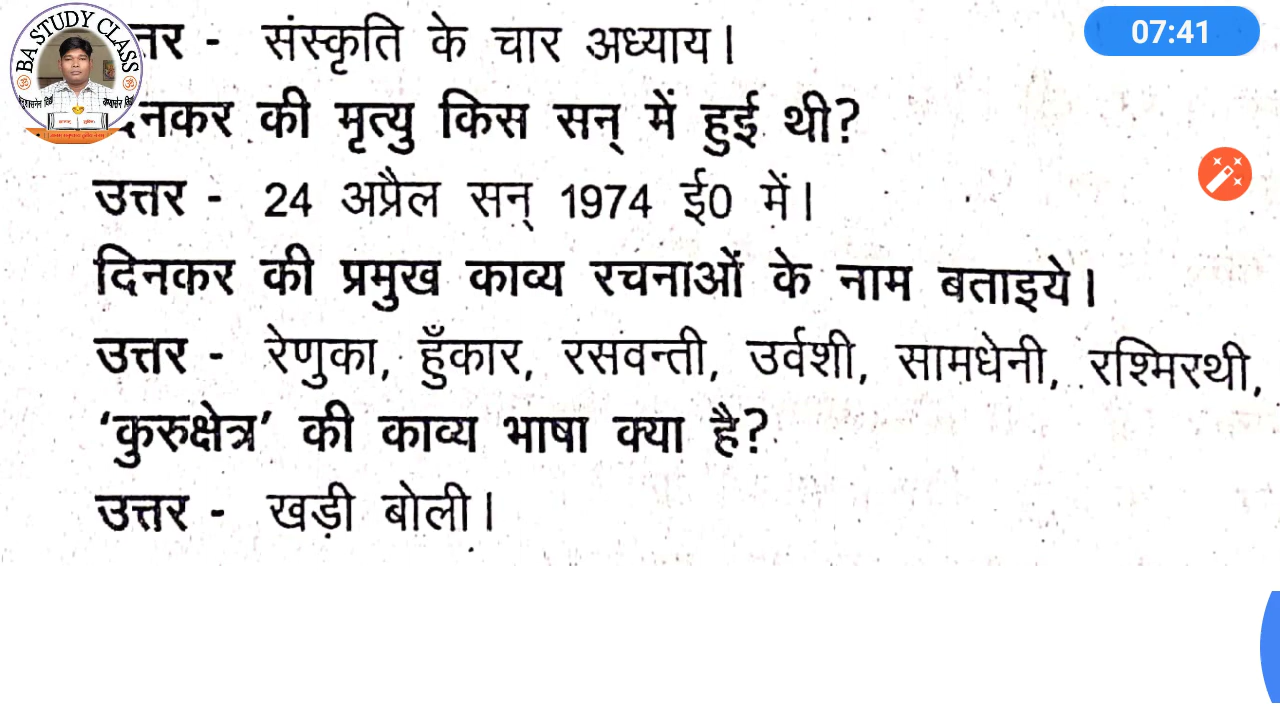 BA STUDY CLASS
07:41
त्तर - संस्कृति के चार अध्याय।
दिनकर की मृत्यु किस सन् में हुई थी?
उत्तर - 24 अप्रैल सन् 1974 ई0 में।
दिनकर की प्रमुख काव्य रचनाओं के नाम बताइये।
उत्तर - रेणुका, हुँकार, रसवन्ती, उर्वशी, सामधेनी, रश्मिरथी,
‘कुरुक्षेत्र’ की काव्य भाषा क्या है?
उत्तर - खड़ी बोली।